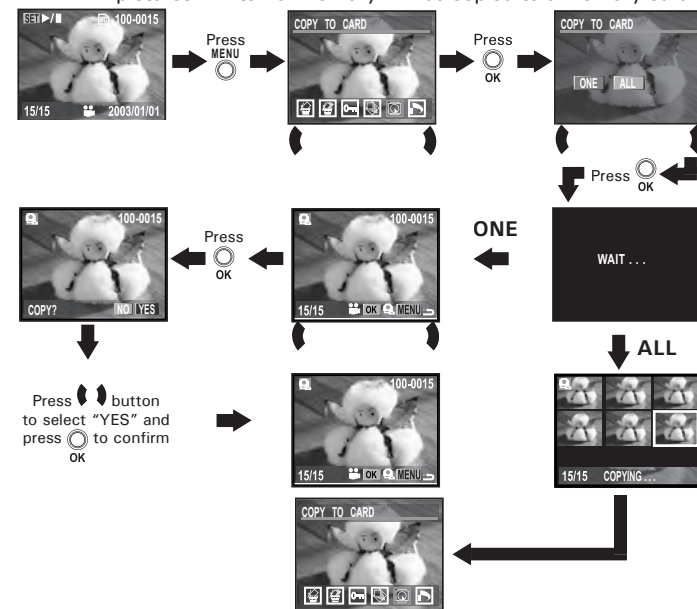 SET 100-0015
15/15 2003/01/01
Press
MENU
COPY TO CARD
Press
OK
COPY TO CARD
ONE ALL
Press
OK
WAIT . . .
ONE
100-0015
15/15 OK MENU
Press
OK
100-0015
COPY? NO YES
Press button
to select “YES” and
press to confirm
OK
100-0015
15/15 OK MENU
ALL
15/15 COPYING . . .
COPY TO CARD